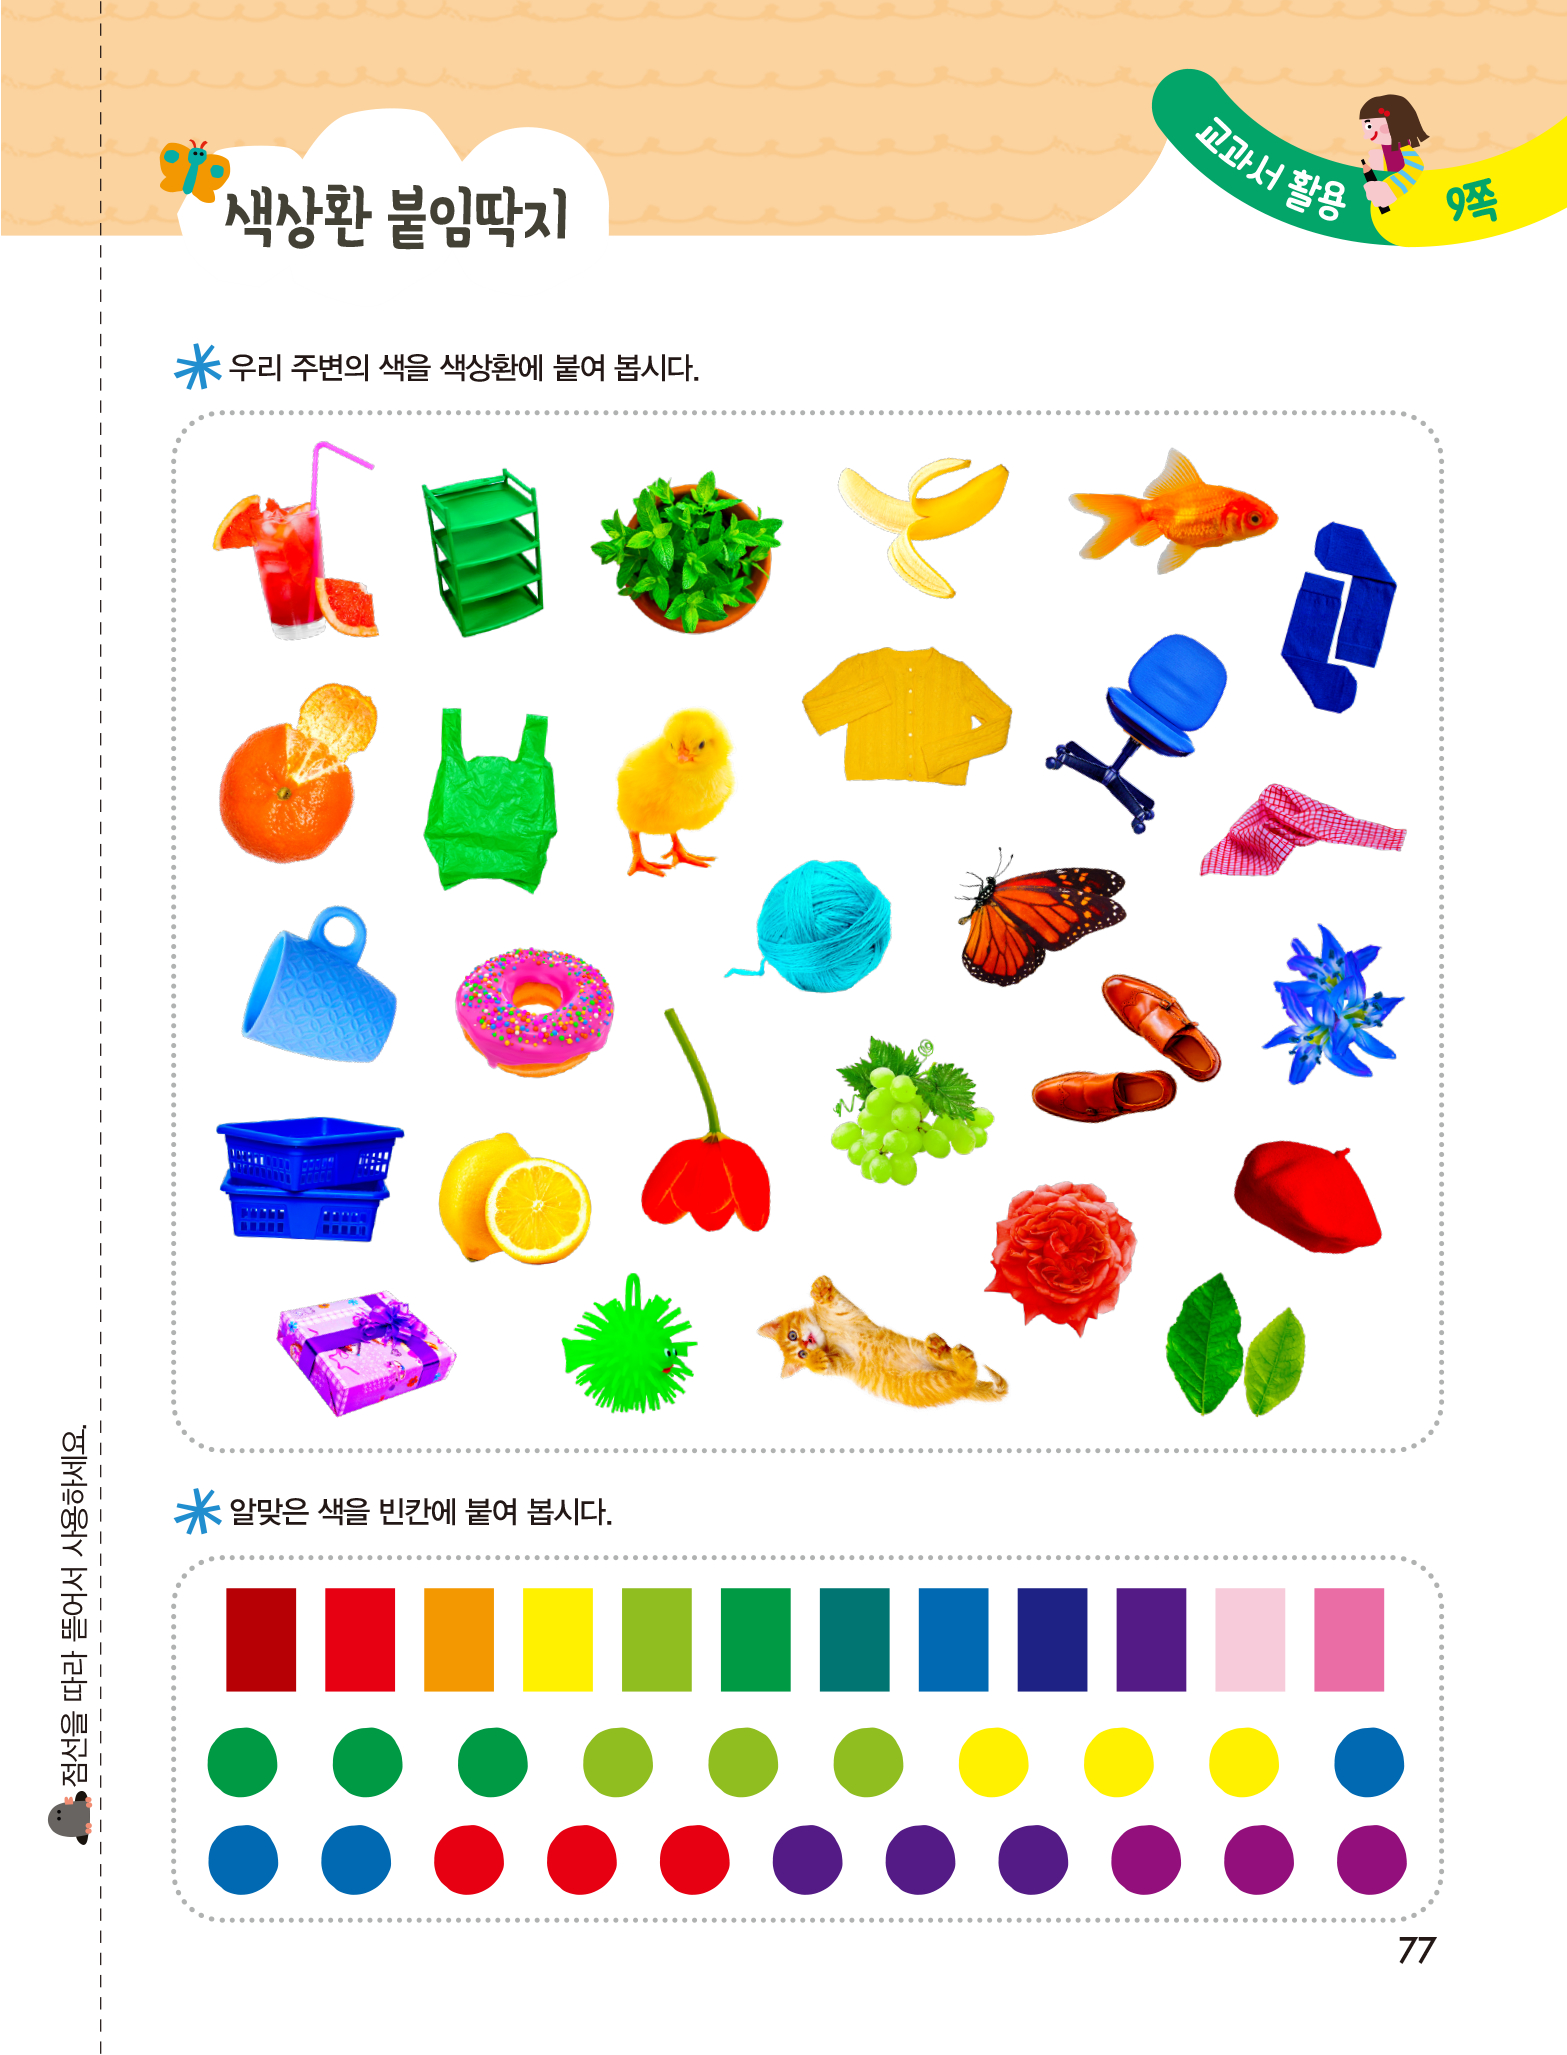 색상환 붙임딱지
교과서 활용
9쪽
우리 주변의 색을 색상환에 붙여 봅시다.
알맞은 색을 빈칸에 붙여 봅시다.
점선을 따라 뜯어서 사용하세요.
77